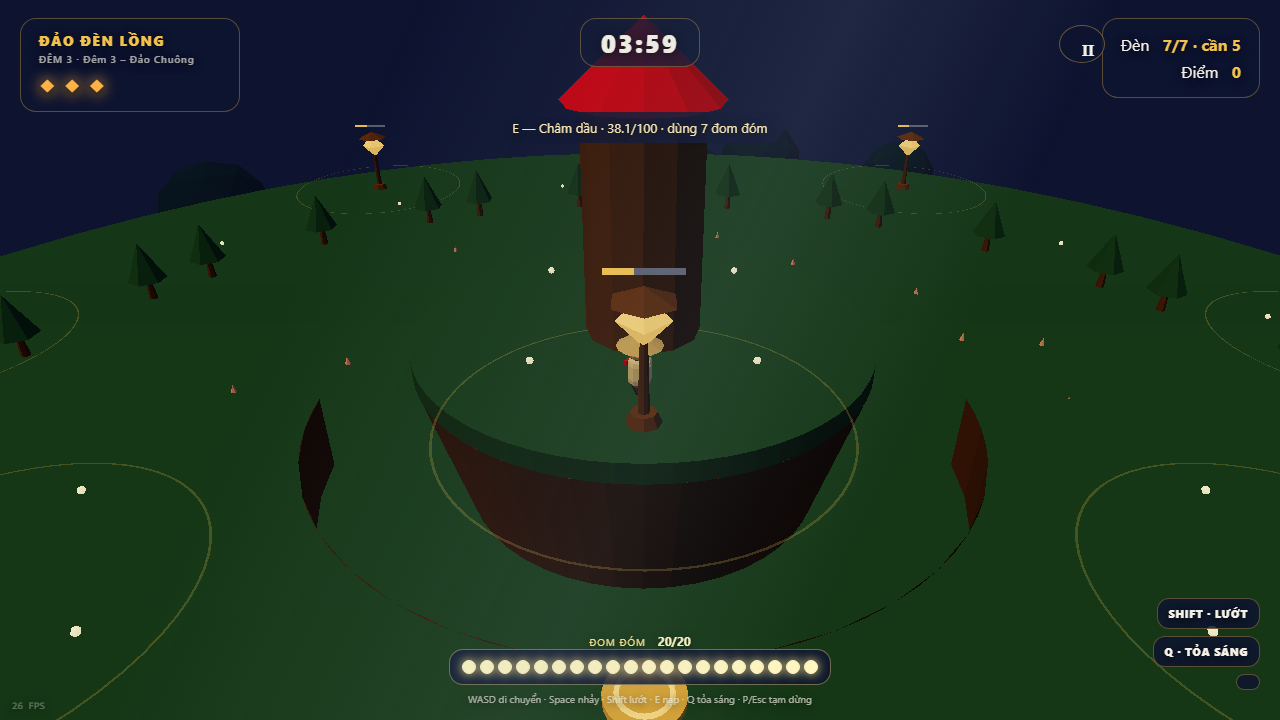 ĐẢO ĐÈN LỒNG
ĐÊM 3 · Đêm 3 – Đảo Chuông
03:59
II
Đèn 7/7 · cần 5
Điểm 0
E — Châm dầu · 38.1/100 · dùng 7 đom đóm
SHIFT · LƯỚT
Q · TỎA SÁNG
ĐOM ĐÓM 20/20
WASD di chuyển · Space nhảy · Shift lướt · E nạp · Q tỏa sáng · P/Esc tạm dừng
26 FPS